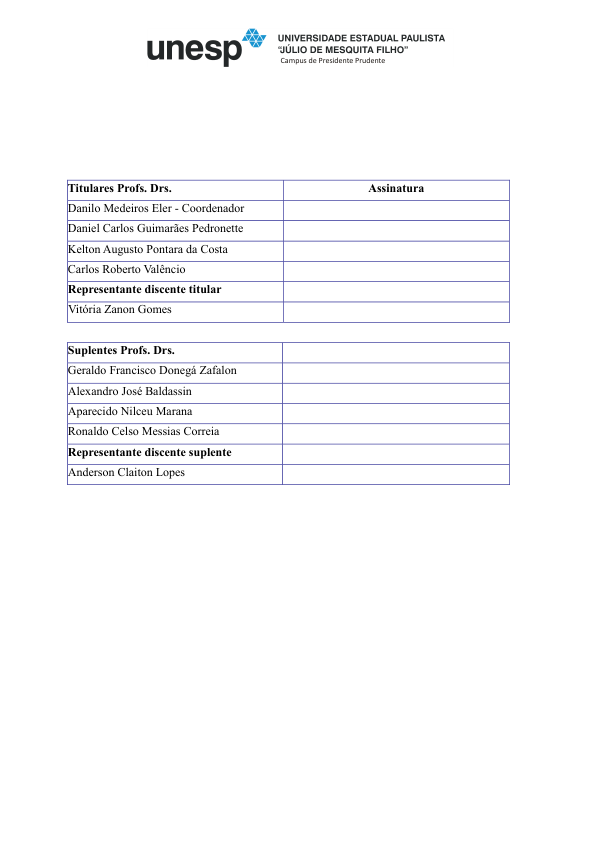 unesp
UNIVERSIDADE ESTADUAL PAULISTA
“JÚLIO DE MESQUITA FILHO”
Campus de Presidente Prudente
Titulares Profs. Drs. Assinatura
Danilo Medeiros Eler - Coordenador
Daniel Carlos Guimarães Pedronette
Kelton Augusto Pontara da Costa
Carlos Roberto Valêncio
Representante discente titular
Vitória Zanon Gomes
Suplentes Profs. Drs.
Geraldo Francisco Donegá Zafalon
Alexandro José Baldassin
Aparecido Nilceu Marana
Ronaldo Celso Messias Correia
Representante discente suplente
Anderson Claiton Lopes